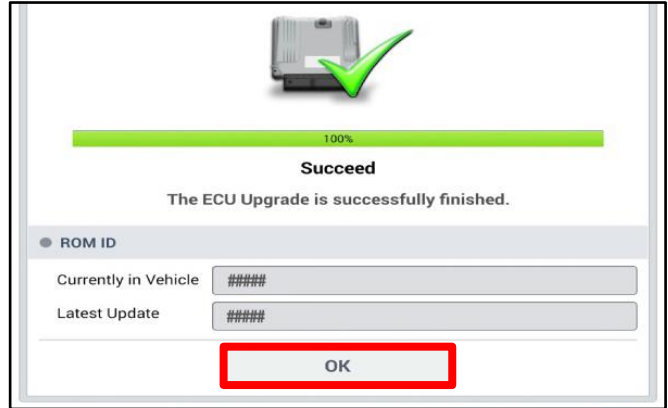 100%
Succeed
The ECU Upgrade is successfully finished.
ROM ID
Currently in Vehicle #####
Latest Update #####
OK